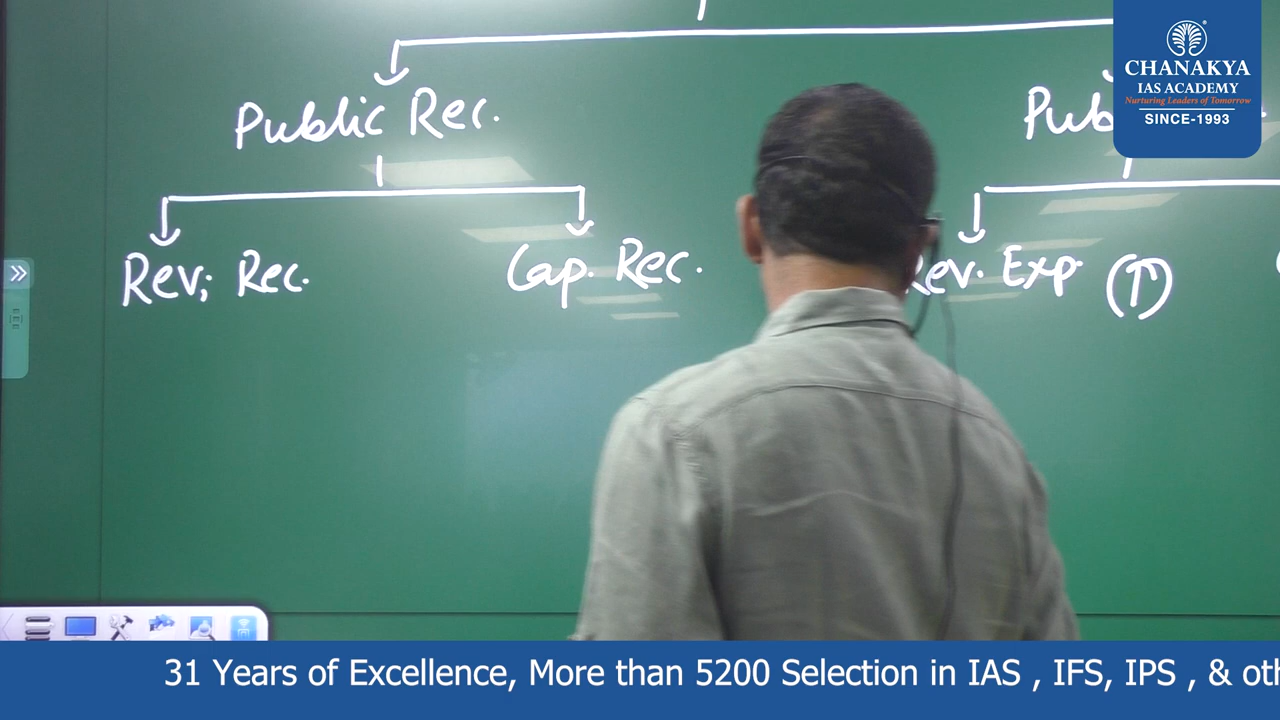 Public Rec.
Pub
Rev; Rec.
Cap. Rec.
Rev. Exp. (↑)
CHANAKYA
IAS ACADEMY
Nurturing Leaders of Tomorrow
SINCE-1993
31 Years of Excellence, More than 5200 Selection in IAS , IFS, IPS , & oth